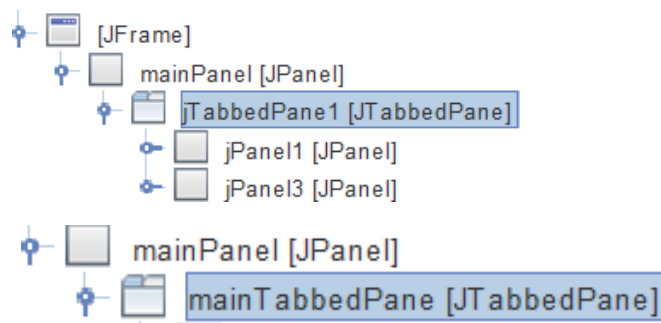 [JFrame]
mainPanel [JPanel]
jTabbedPane1 [JTabbedPane]
jPanel1 [JPanel]
jPanel3 [JPanel]
mainPanel [JPanel]
mainTabbedPane [JTabbedPane]